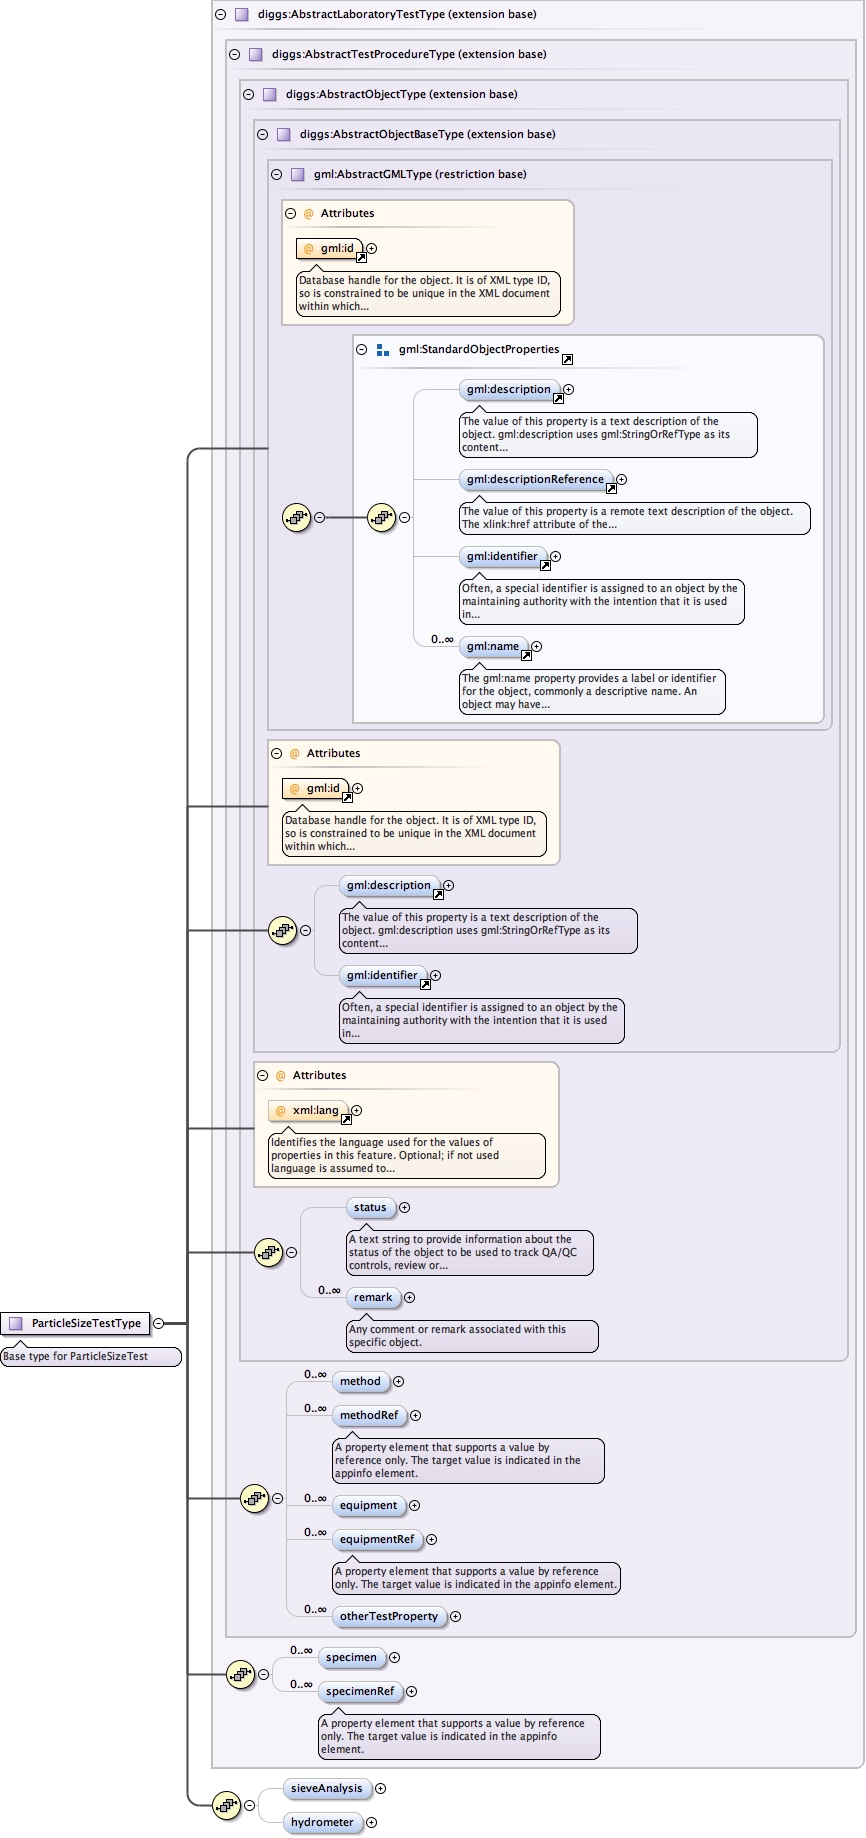 diggs:AbstractLaboratoryTestType (extension base)
diggs:AbstractTestProcedureType (extension base)
diggs:AbstractObjectType (extension base)
diggs:AbstractObjectBaseType (extension base)
gml:AbstractGMLType (restriction base)
@ Attributes
@ gml:id
Database handle for the object. It is of XML type ID,
so is constrained to be unique in the XML document
within which...
gml:StandardObjectProperties
gml:description
The value of this property is a text description of the
object. gml:description uses gml:StringOrRefType as its
content...
gml:descriptionReference
The value of this property is a remote text description of the object.
The xlink:href attribute of the...
gml:identifier
Often, a special identifier is assigned to an object by the
maintaining authority with the intention that it is used
in...
0..∞
gml:name
The gml:name property provides a label or identifier
for the object, commonly a descriptive name. An
object may have...
@ Attributes
@ gml:id
Database handle for the object. It is of XML type ID,
so is constrained to be unique in the XML document
within which...
gml:description
The value of this property is a text description of the
object. gml:description uses gml:StringOrRefType as its
content...
gml:identifier
Often, a special identifier is assigned to an object by the
maintaining authority with the intention that it is used
in...
@ Attributes
@ xml:lang
Identifies the language used for the values of
properties in this feature. Optional; if not used
language is assumed to...
status
A text string to provide information about the
status of the object to be used to track QA/QC
controls, review or...
0..∞
remark
Any comment or remark associated with this
specific object.
ParticleSizeTestType
Base type for ParticleSizeTest
0..∞
method
0..∞
methodRef
A property element that supports a value by
reference only. The target value is indicated in the
appinfo element.
0..∞
equipment
0..∞
equipmentRef
A property element that supports a value by reference
only. The target value is indicated in the appinfo element.
0..∞
otherTestProperty
0..∞
specimen
0..∞
specimenRef
A property element that supports a value by reference
only. The target value is indicated in the appinfo
element.
sieveAnalysis
hydrometer